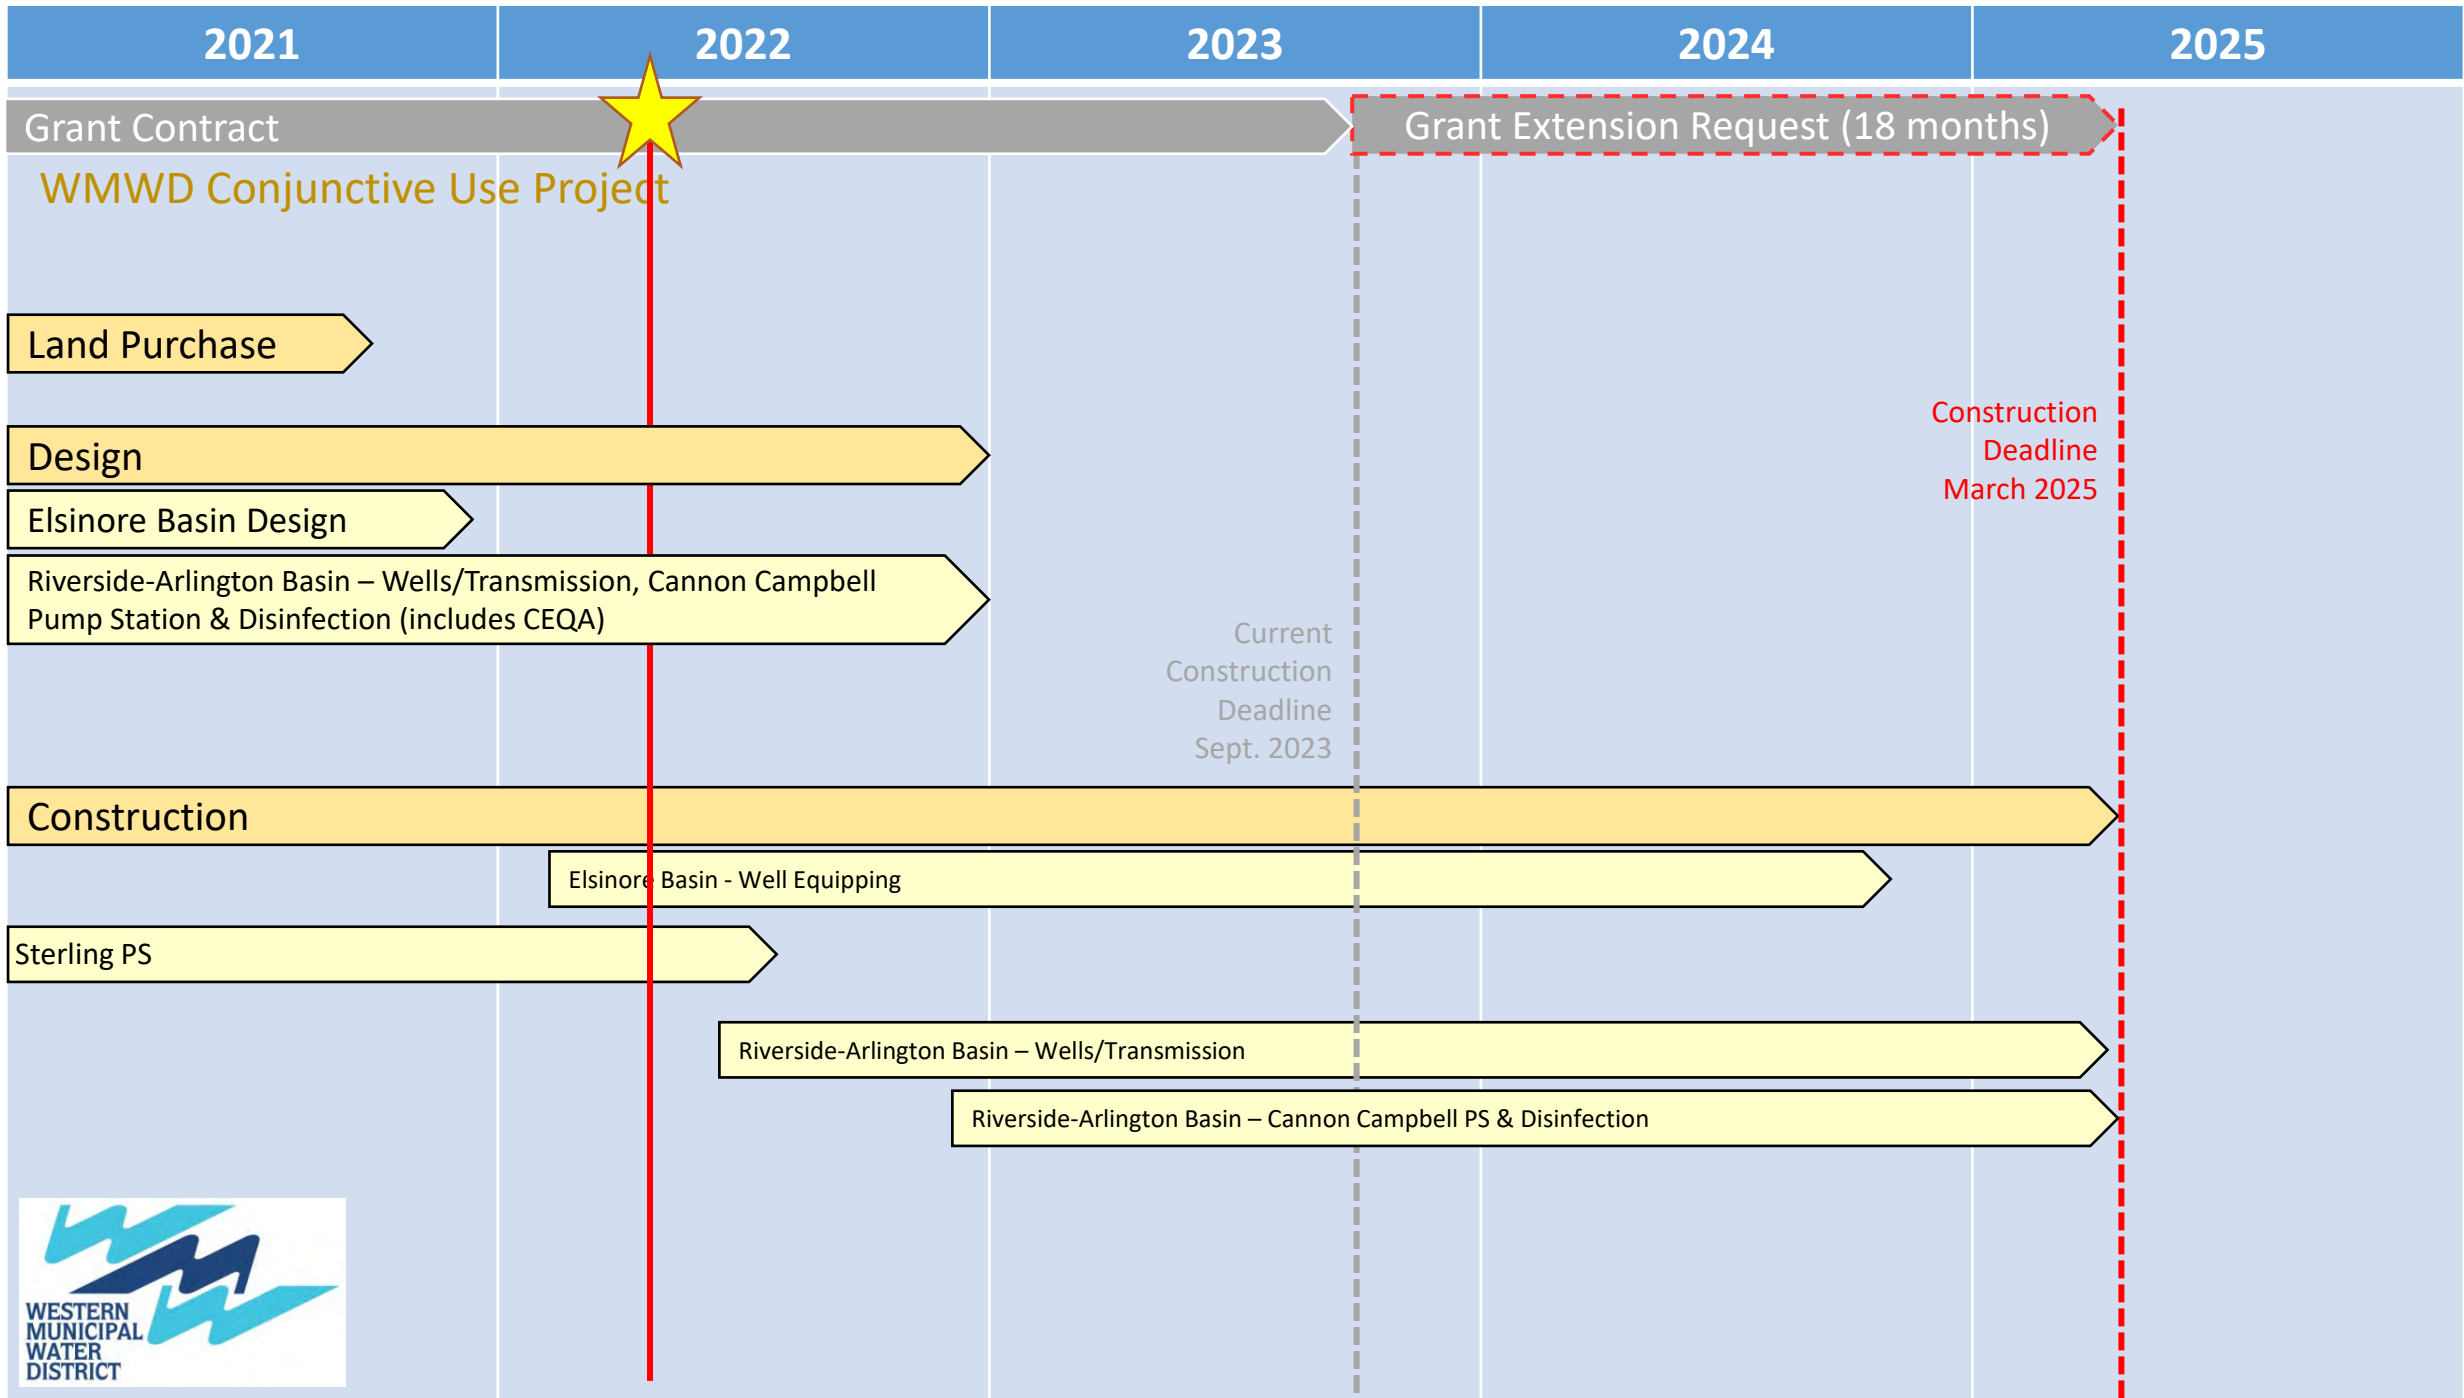 2021 2022 2023 2024 2025
Grant Contract
Grant Extension Request (18 months)
WMWD Conjunctive Use Project
Land Purchase
Construction
Deadline
March 2025
Design
Elsinore Basin Design
Riverside-Arlington Basin – Wells/Transmission, Cannon Campbell
Pump Station & Disinfection (includes CEQA)
Current
Construction
Deadline
Sept. 2023
Construction
Elsinore Basin - Well Equipping
Sterling PS
Riverside-Arlington Basin – Wells/Transmission
Riverside-Arlington Basin – Cannon Campbell PS & Disinfection
WESTERN
MUNICIPAL
WATER
DISTRICT